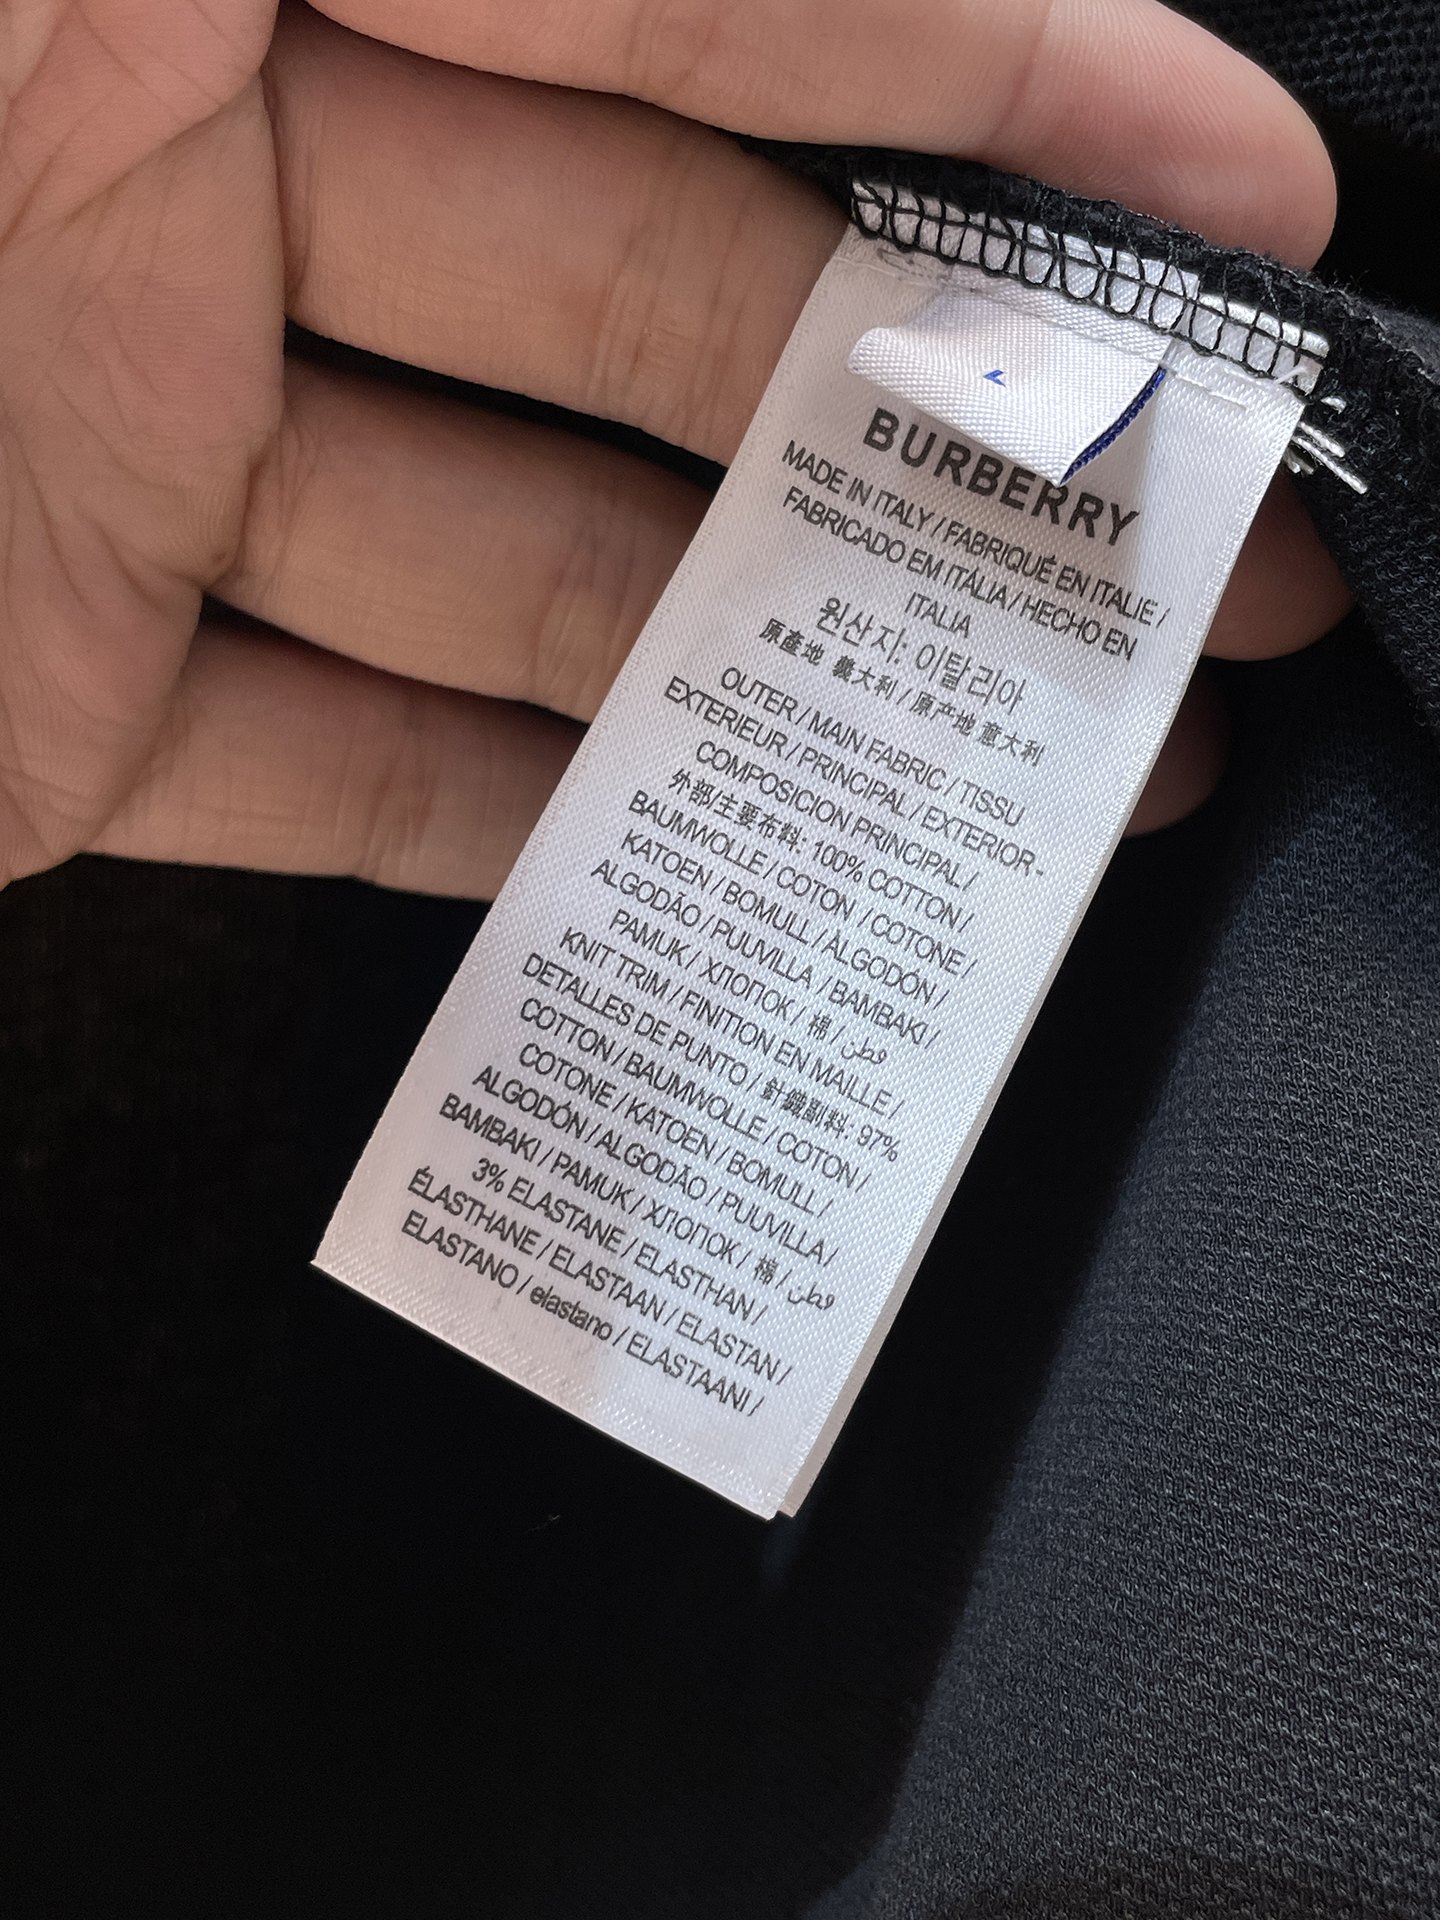 BURBERRY
MADE IN ITALY / FABRIQUÉ EN ITALIE /
FABRICADO EM ITÁLIA / HECHO EN
ITALIA
원산지: 이탈리아
原產地 義大利 / 原产地 意大利
OUTER / MAIN FABRIC / TISSU
EXTERIEUR / PRINCIPAL / EXTERIOR -
COMPOSICION PRINCIPAL /
外部/主要布料: 100% COTTON /
BAUMWOLLE / COTON / COTONE /
KATOEN / BOMULL / ALGODÓN /
ALGODÃO / PUUVILLA / BAMBAKI /
PAMUK / ХЛОПОК / 棉 / قطن
KNIT TRIM / FINITION EN MAILLE /
DETALLES DE PUNTO / 針織副料: 97%
COTTON / BAUMWOLLE / COTON /
COTONE / KATOEN / BOMULL /
ALGODÓN / ALGODÃO / PUUVILLA /
BAMBAKI / PAMUK / ХЛОПОК / 棉 / قطن
3% ELASTANE / ELASTHAN /
ÉLASTHANE / ELASTAAN / ELASTAN /
ELASTANO / elastano / ELASTAANI /